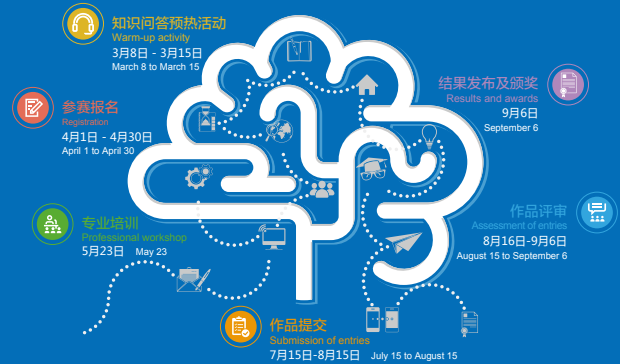 知识问答预热活动
Warm-up activity
3月8日 - 3月15日
March 8 to March 15
参赛报名
Registration
4月1日 - 4月30日
April 1 to April 30
专业培训
Professional workshop
5月23日 May 23
作品提交
Submission of entries
7月15日-8月15日 July 15 to August 15
作品评审
Assessment of entries
8月16日-9月6日
August 15 to September 6
结果发布及颁奖
Results and awards
9月6日
September 6